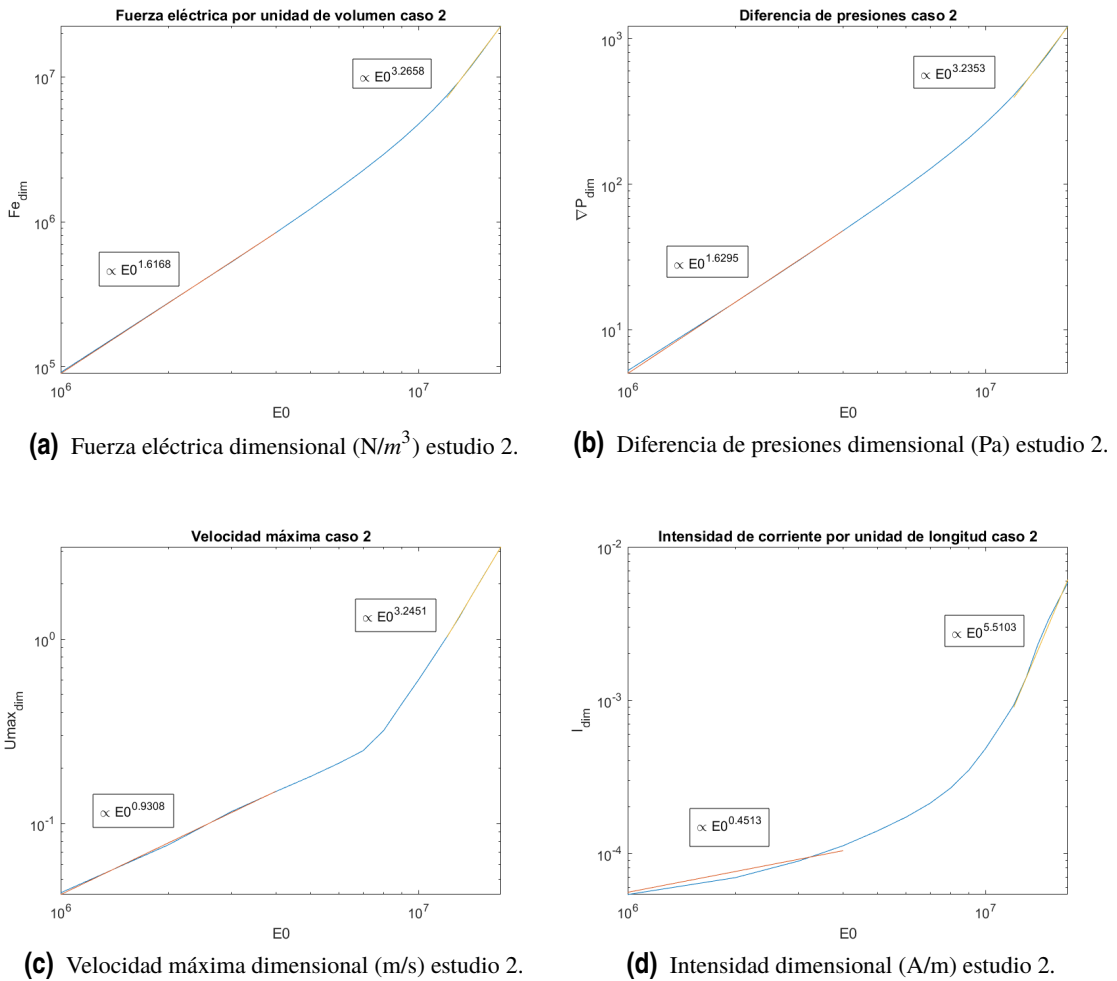 Fuerza eléctrica por unidad de volumen caso 2
10^7
∝ E0^3.2658
Fe_dim
10^6
∝ E0^1.6168
10^5
10^6
10^7
E0
(a) Fuerza eléctrica dimensional (N/m^3) estudio 2.
Diferencia de presiones caso 2
10^3
∝ E0^3.2353
∇P_dim
10^2
∝ E0^1.6295
10^1
10^6
10^7
E0
(b) Diferencia de presiones dimensional (Pa) estudio 2.
Velocidad máxima caso 2
∝ E0^3.2451
10^0
Umax_dim
∝ E0^0.9308
10^-1
10^6
10^7
E0
(c) Velocidad máxima dimensional (m/s) estudio 2.
Intensidad de corriente por unidad de longitud caso 2
10^-2
∝ E0^5.5103
10^-3
I_dim
∝ E0^0.4513
10^-4
10^6
10^7
E0
(d) Intensidad dimensional (A/m) estudio 2.